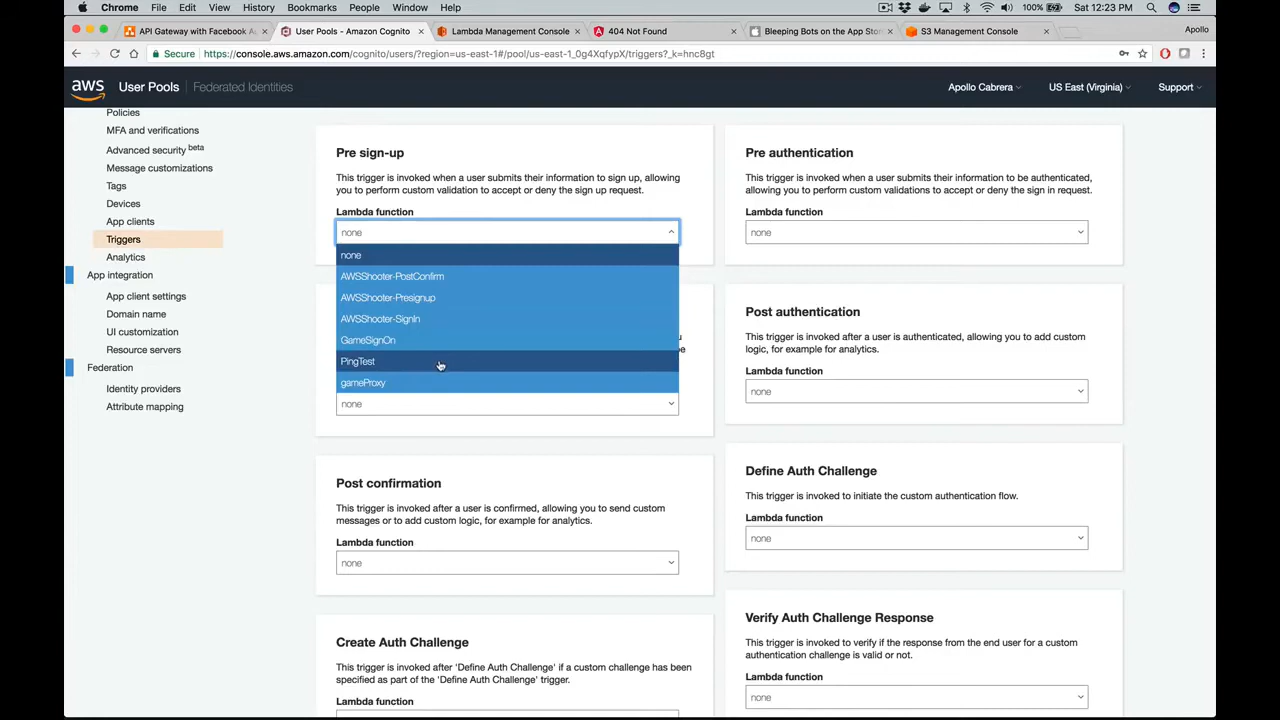 Chrome File Edit View History Bookmarks People Window Help 100% Sat 12:23 PM
API Gateway with Facebook A
User Pools - Amazon Cognito
Lambda Management Console
404 Not Found
Bleeping Bots on the App Stor
S3 Management Console
Apollo
Secure https://console.aws.amazon.com/cognito/users/?region=us-east-1#/pool/us-east-1_0g4XqfypX/triggers?_k=hnc8gt
aws User Pools Federated Identities Apollo Cabrera US East (Virginia) Support
Policies
MFA and verifications
Advanced security beta
Message customizations
Tags
Devices
App clients
Triggers
Analytics
App integration
App client settings
Domain name
UI customization
Resource servers
Federation
Identity providers
Attribute mapping
Pre sign-up
This trigger is invoked when a user submits their information to sign up, allowing
you to perform custom validation to accept or deny the sign up request.
Lambda function
none
none
AWSShooter-PostConfirm
AWSShooter-Presignup
AWSShooter-SignIn
GameSignOn
PingTest
gameProxy
none
Post confirmation
This trigger is invoked after a user is confirmed, allowing you to send custom
messages or to add custom logic, for example for analytics.
Lambda function
none
Create Auth Challenge
This trigger is invoked after 'Define Auth Challenge' if a custom challenge has been
specified as part of the 'Define Auth Challenge' trigger.
Lambda function
Pre authentication
This trigger is invoked when a user submits their information to be authenticated,
allowing you to perform custom validations to accept or deny the sign in request.
Lambda function
none
Post authentication
This trigger is invoked after a user is authenticated, allowing you to add custom
logic, for example for analytics.
Lambda function
none
Define Auth Challenge
This trigger is invoked to initiate the custom authentication flow.
Lambda function
none
Verify Auth Challenge Response
This trigger is invoked to verify if the response from the end user for a custom
authentication challenge is valid or not.
Lambda function
none